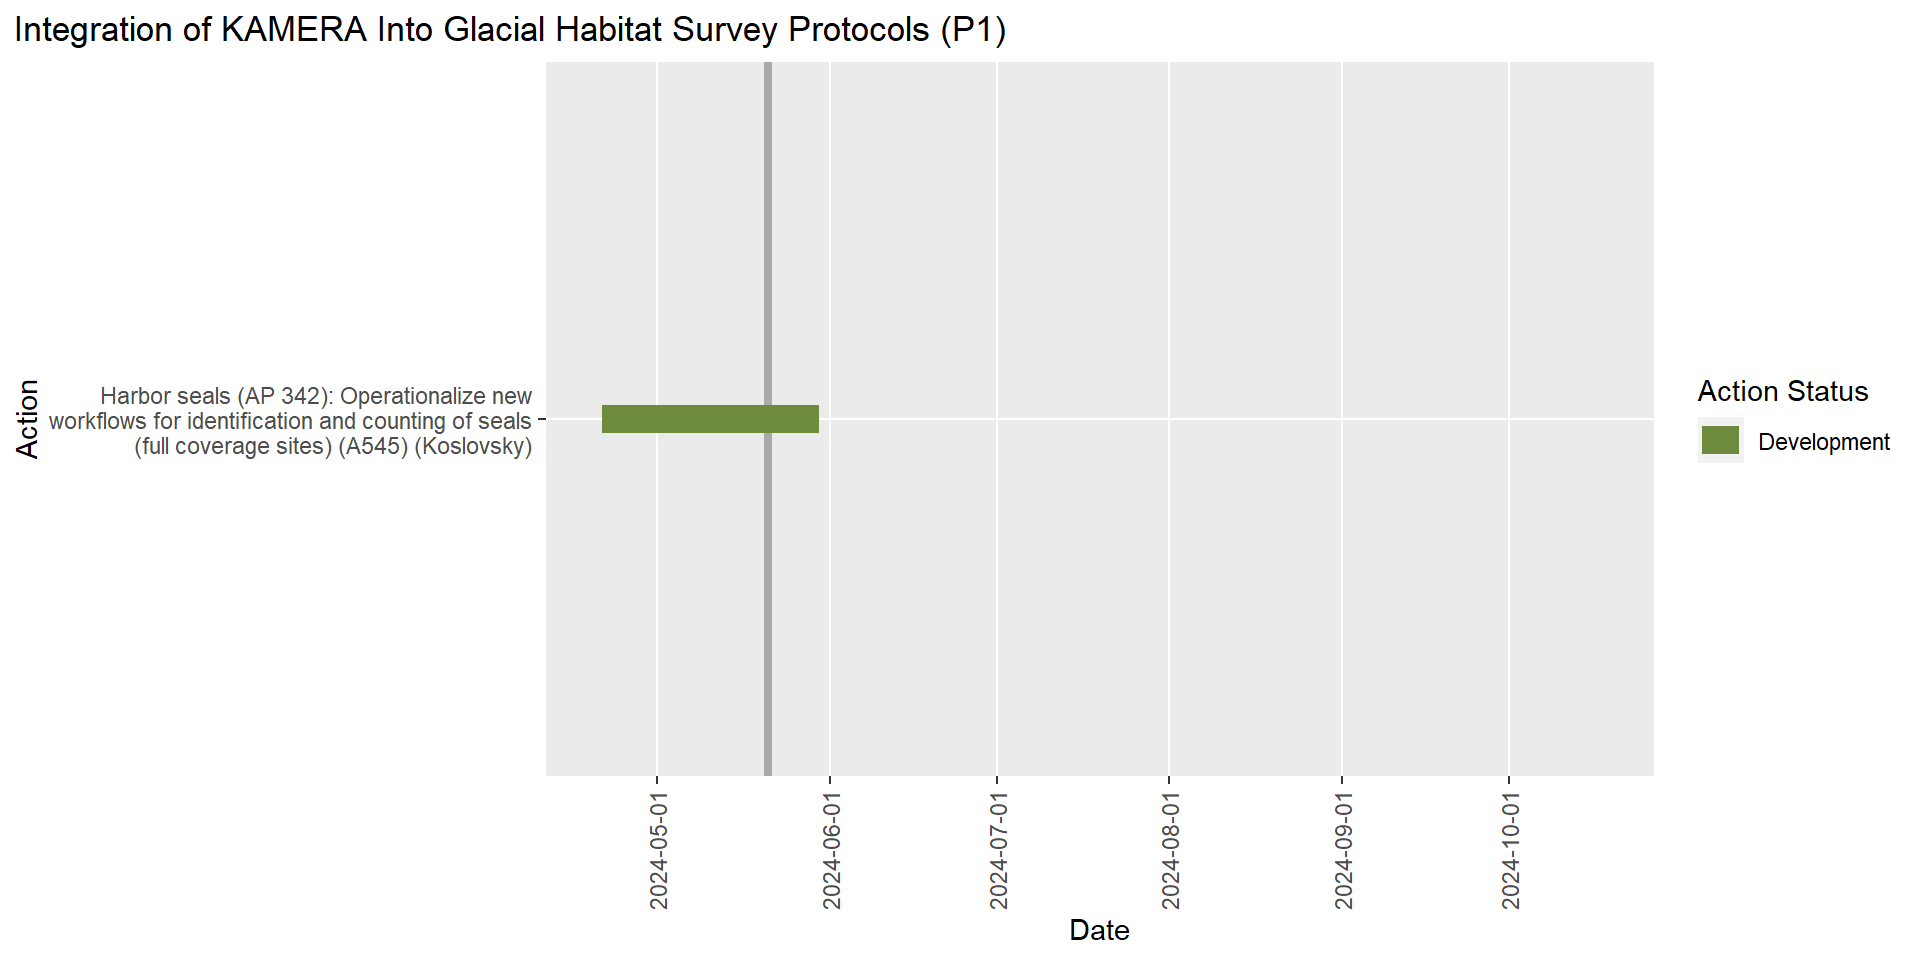 Integration of KAMERA Into Glacial Habitat Survey Protocols (P1)
Action
Harbor seals (AP 342): Operationalize new
workflows for identification and counting of seals
(full coverage sites) (A545) (Koslovsky)
Action Status
Development
2024-05-01
2024-06-01
2024-07-01
2024-08-01
2024-09-01
2024-10-01
Date